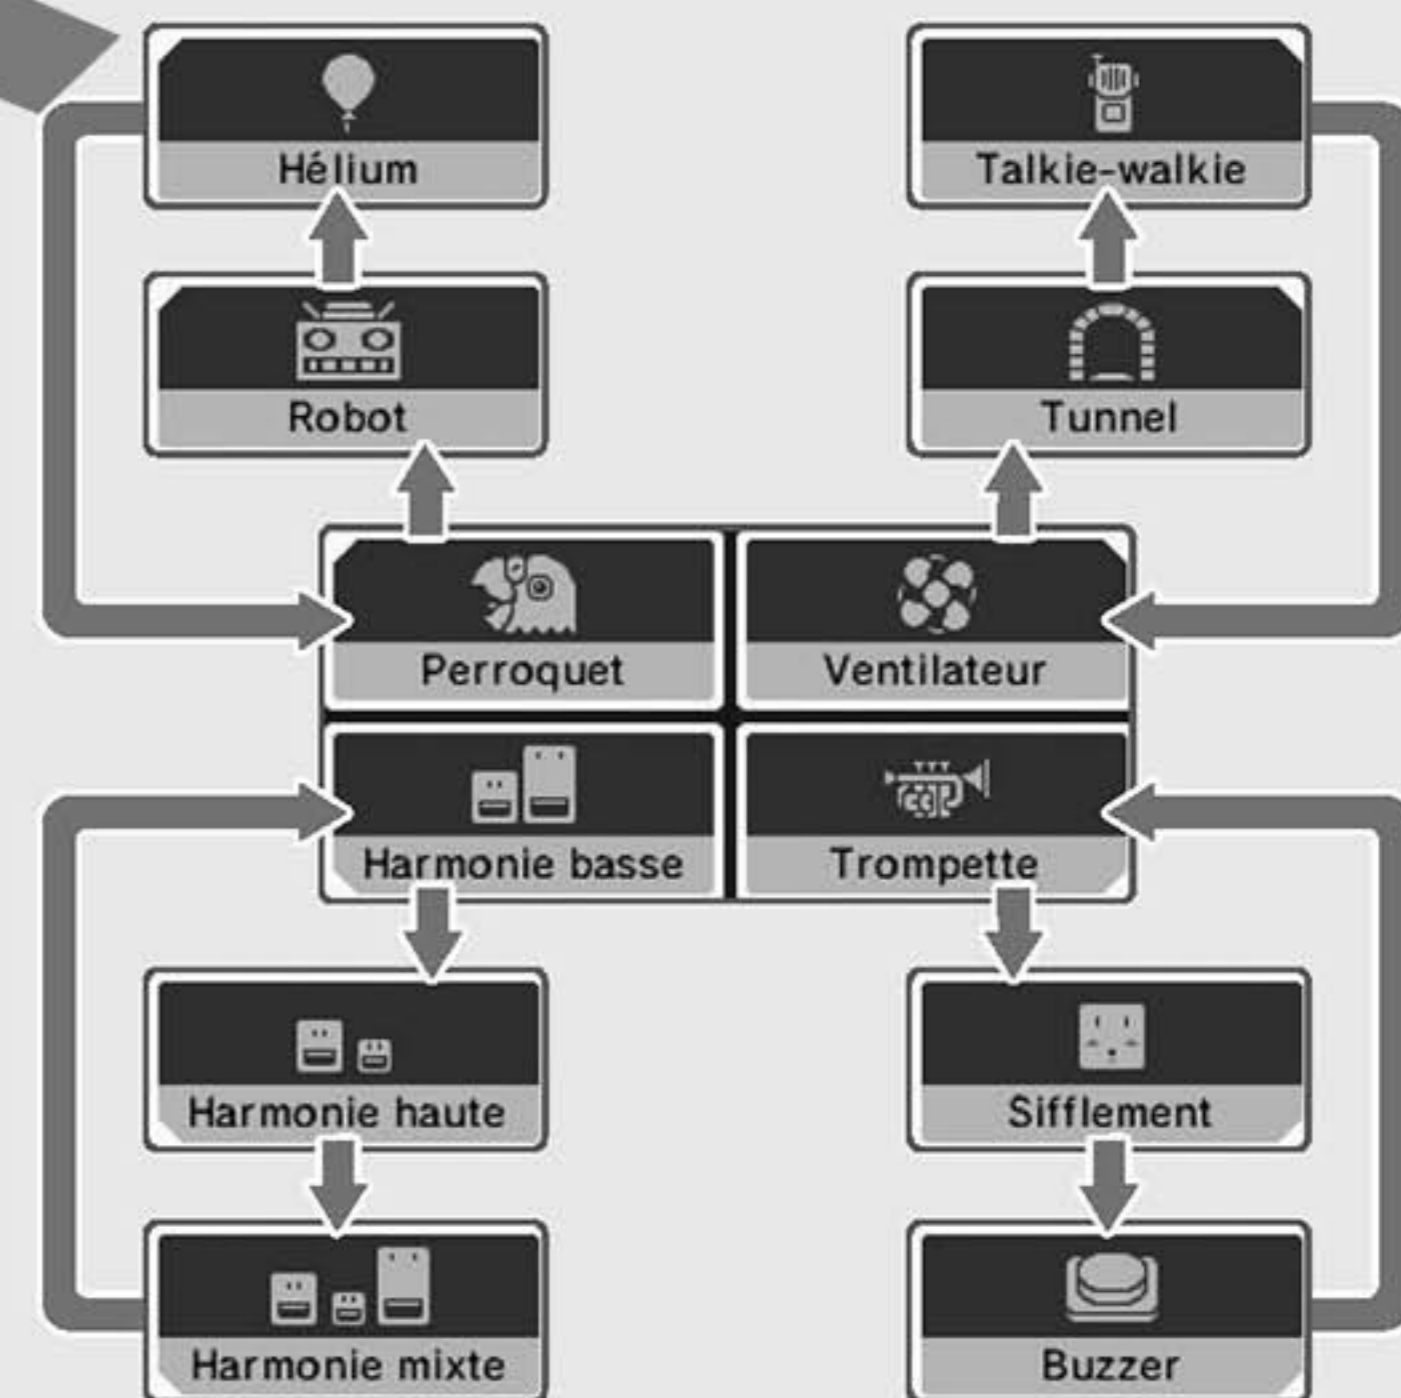 Hélium
Talkie-walkie
Robot
Tunnel
Perroquet
Ventilateur
Harmonie basse
Trompette
Harmonie haute
Sifflement
Harmonie mixte
Buzzer